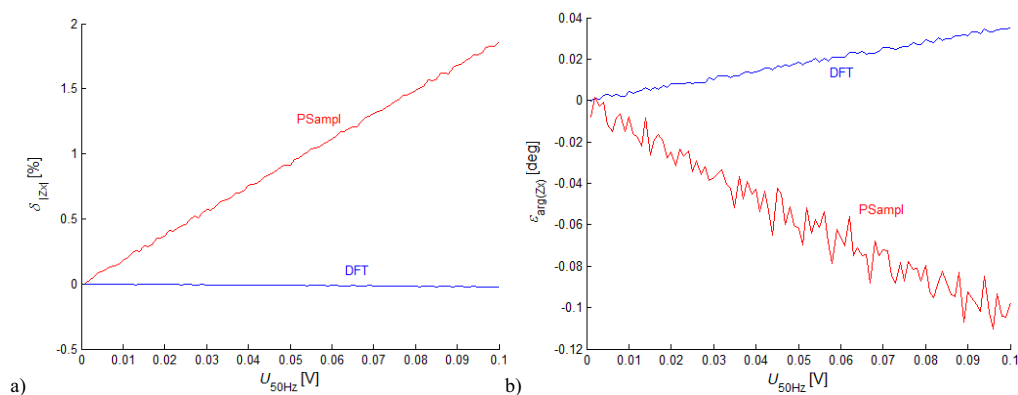 2
1.5
1
0.5
0
-0.5
δ |Zx| [%]
PSampl
DFT
0 0.01 0.02 0.03 0.04 0.05 0.06 0.07 0.08 0.09 0.1
U50Hz [V]
a)
0.04
0.02
0
-0.02
-0.04
-0.06
-0.08
-0.1
-0.12
εarg(Zx) [deg]
DFT
PSampl
0 0.01 0.02 0.03 0.04 0.05 0.06 0.07 0.08 0.09 0.1
U50Hz [V]
b)